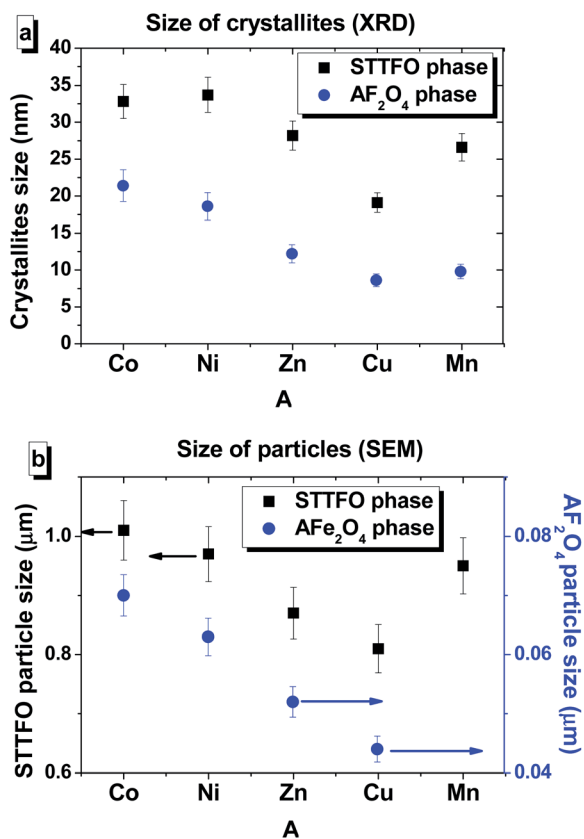 a
Size of crystallites (XRD)
STTFO phase
AF₂O₄ phase
Crystallites size (nm)
40
35
30
25
20
15
10
5
0
Co Ni Zn Cu Mn
A
b
Size of particles (SEM)
STTFO phase
AFe₂O₄ phase
STTFO particle size (μm)
1.0
0.8
0.6
AF₂O₄ particle size (μm)
0.08
0.06
0.04
Co Ni Zn Cu Mn
A